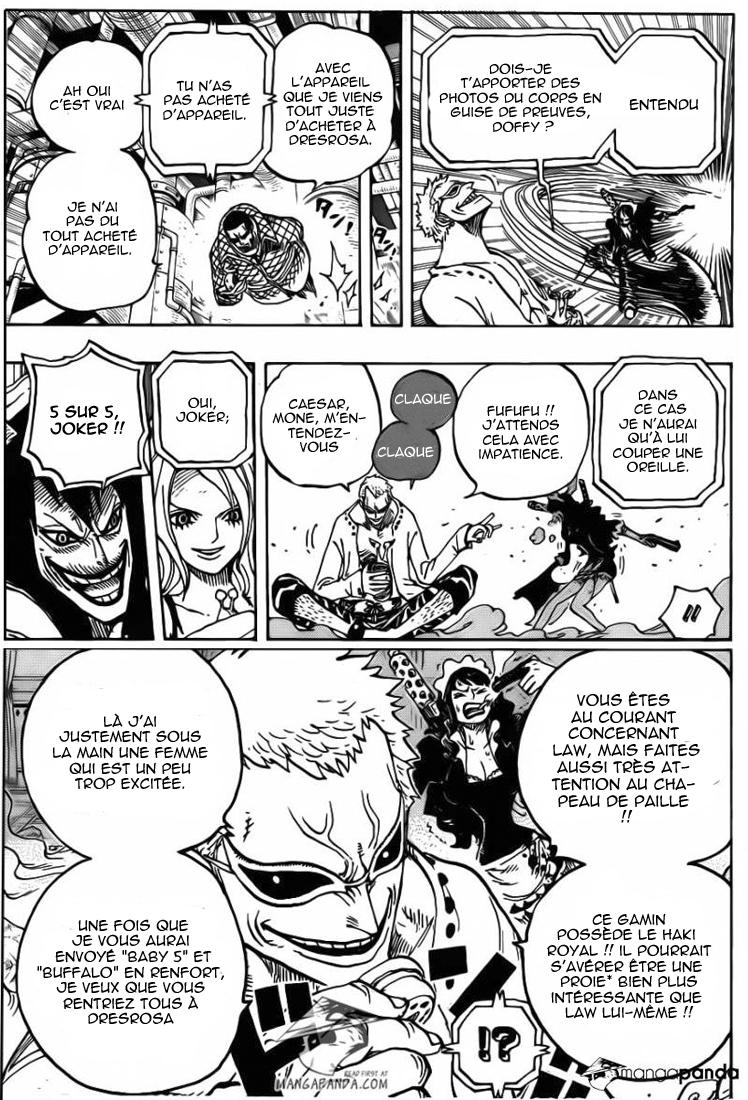 ENTENDU
DOIS-JE
T'APPORTER DES
PHOTOS DU CORPS EN
GUISE DE PREUVES,
DOFFY ?
AVEC
L'APPAREIL
QUE JE VIENS
TOUT JUSTE
D'ACHETER À
DRESROSA.
TU N'AS
PAS ACHETÉ
D'APPAREIL.
AH OUI
C'EST VRAI
JE N'AI
PAS DU
TOUT ACHETÉ
D'APPAREIL.
DANS
CE CAS
JE N'AURAI
QU'À LUI
COUPER UNE
OREILLE.
FUFUFU !!
J'ATTENDS
CELA AVEC
IMPATIENCE.
CLAQUE
CLAQUE
CAESAR,
MONE, M'EN-
TENDEZ-
VOUS
!!
OUI,
JOKER;
5 SUR 5,
JOKER !!
VOUS ÊTES
AU COURANT
CONCERNANT
LAW, MAIS FAITES
AUSSI TRÈS AT-
TENTION AU CHA-
PEAU DE PAILLE
!!
CE GAMIN
POSSÈDE LE HAKI
ROYAL !! IL POURRAIT
S'AVÉRER ÊTRE UNE
PROIE* BIEN PLUS
INTÉRESSANTE QUE
LAW LUI-MÊME !!
LÀ J'AI
JUSTEMENT SOUS
LA MAIN UNE FEMME
QUI EST UN PEU
TROP EXCITÉE.
UNE FOIS QUE
JE VOUS AURAI
ENVOYÉ "BABY 5" ET
"BUFFALO" EN RENFORT,
JE VEUX QUE VOUS
RENTRIEZ TOUS À
DRESROSA
!?
READ FIRST AT
MANGAPANDA.COM
mangapanda